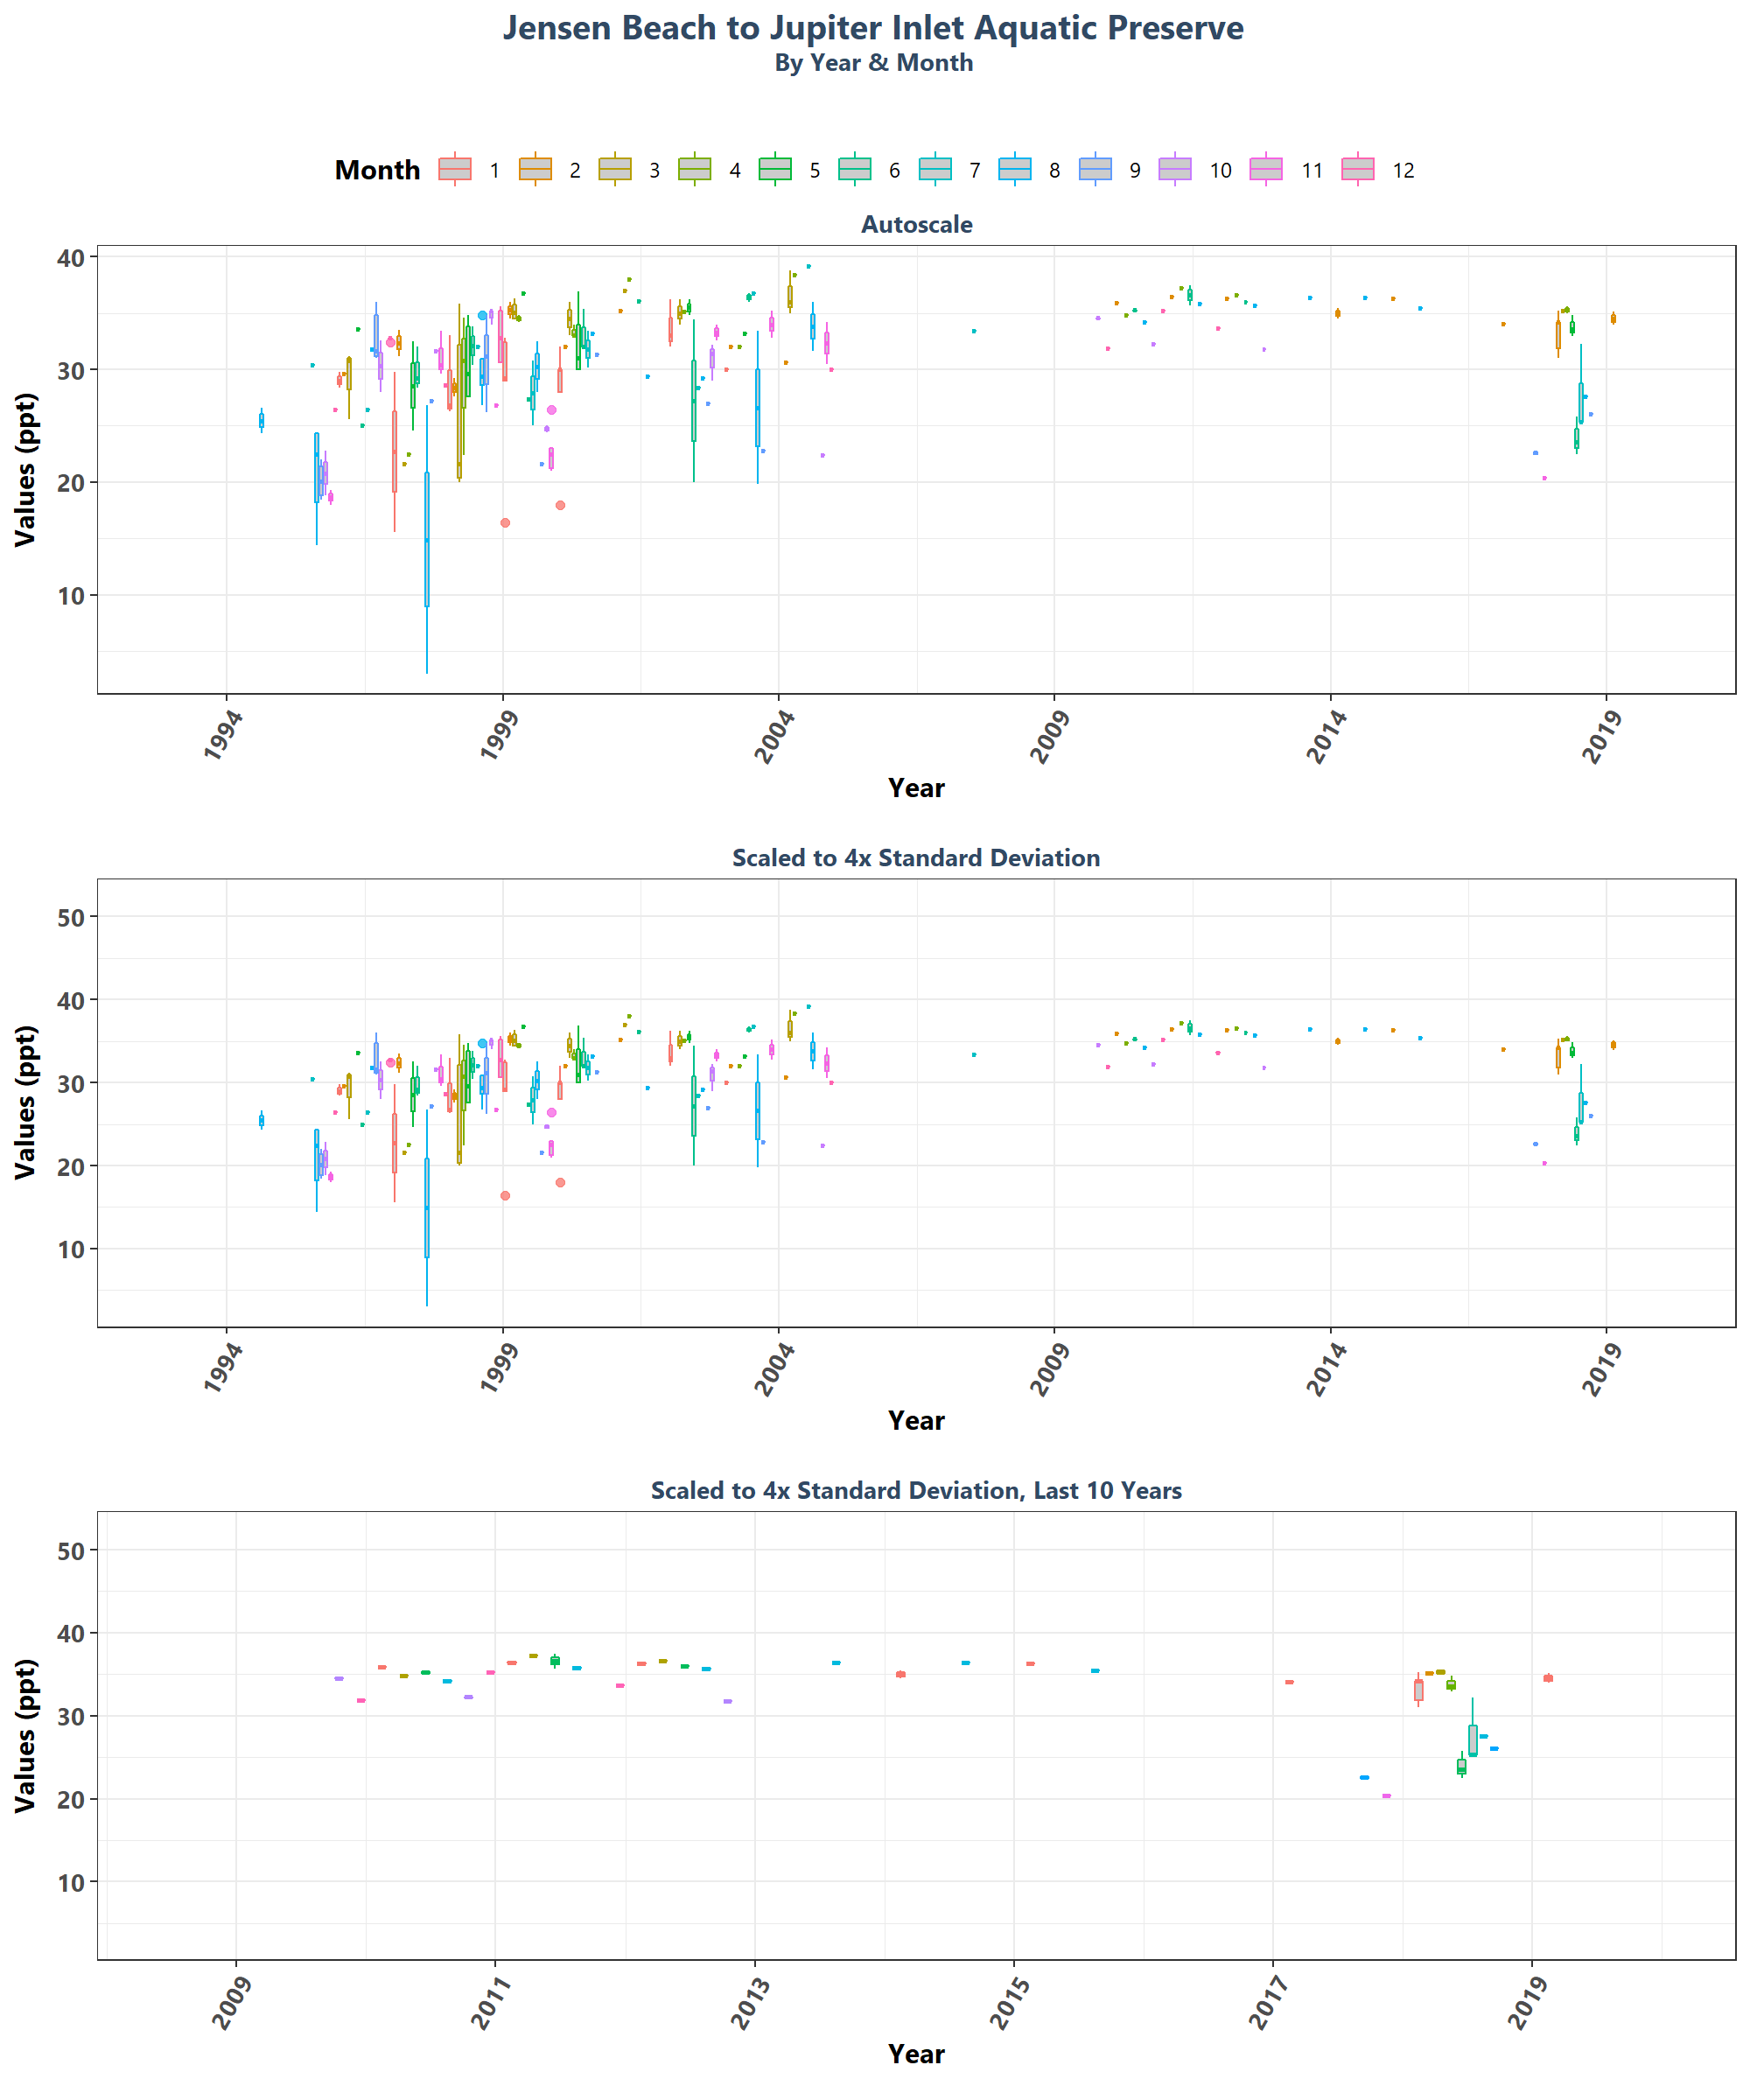 Jensen Beach to Jupiter Inlet Aquatic Preserve
By Year & Month
Month 1 2 3 4 5 6 7 8 9 10 11 12
Autoscale
Values (ppt)
40
30
20
10
1994 1999 2004 2009 2014 2019
Year
Scaled to 4x Standard Deviation
Values (ppt)
50
40
30
20
10
1994 1999 2004 2009 2014 2019
Year
Scaled to 4x Standard Deviation, Last 10 Years
Values (ppt)
50
40
30
20
10
2009 2011 2013 2015 2017 2019
Year